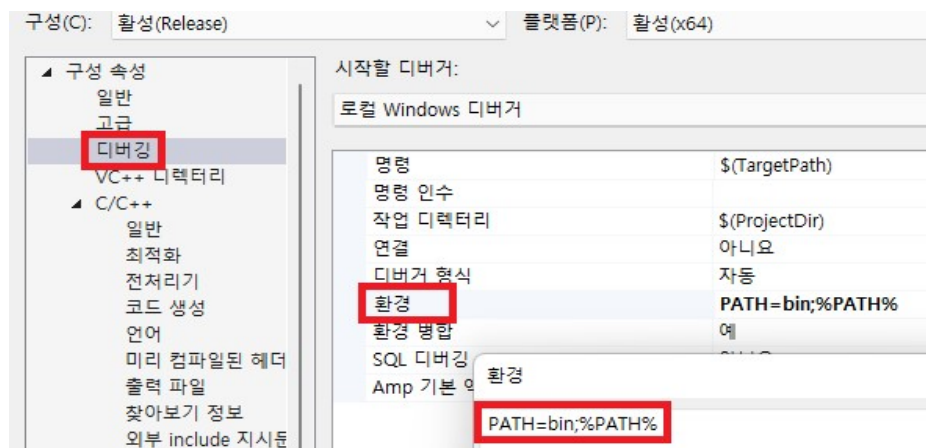 구성(C): 활성(Release) 플랫폼(P): 활성(x64)
구성 속성
일반
고급
디버깅
VC++ 디렉터리
C/C++
일반
최적화
전처리기
코드 생성
언어
미리 컴파일된 헤더
출력 파일
찾아보기 정보
외부 include 지시문
시작할 디버거:
로컬 Windows 디버거
명령 $(TargetPath)
명령 인수
작업 디렉터리 $(ProjectDir)
연결 아니요
디버거 형식 자동
환경 PATH=bin;%PATH%
환경 병합 예
SQL 디버깅
Amp 기본
환경
PATH=bin;%PATH%